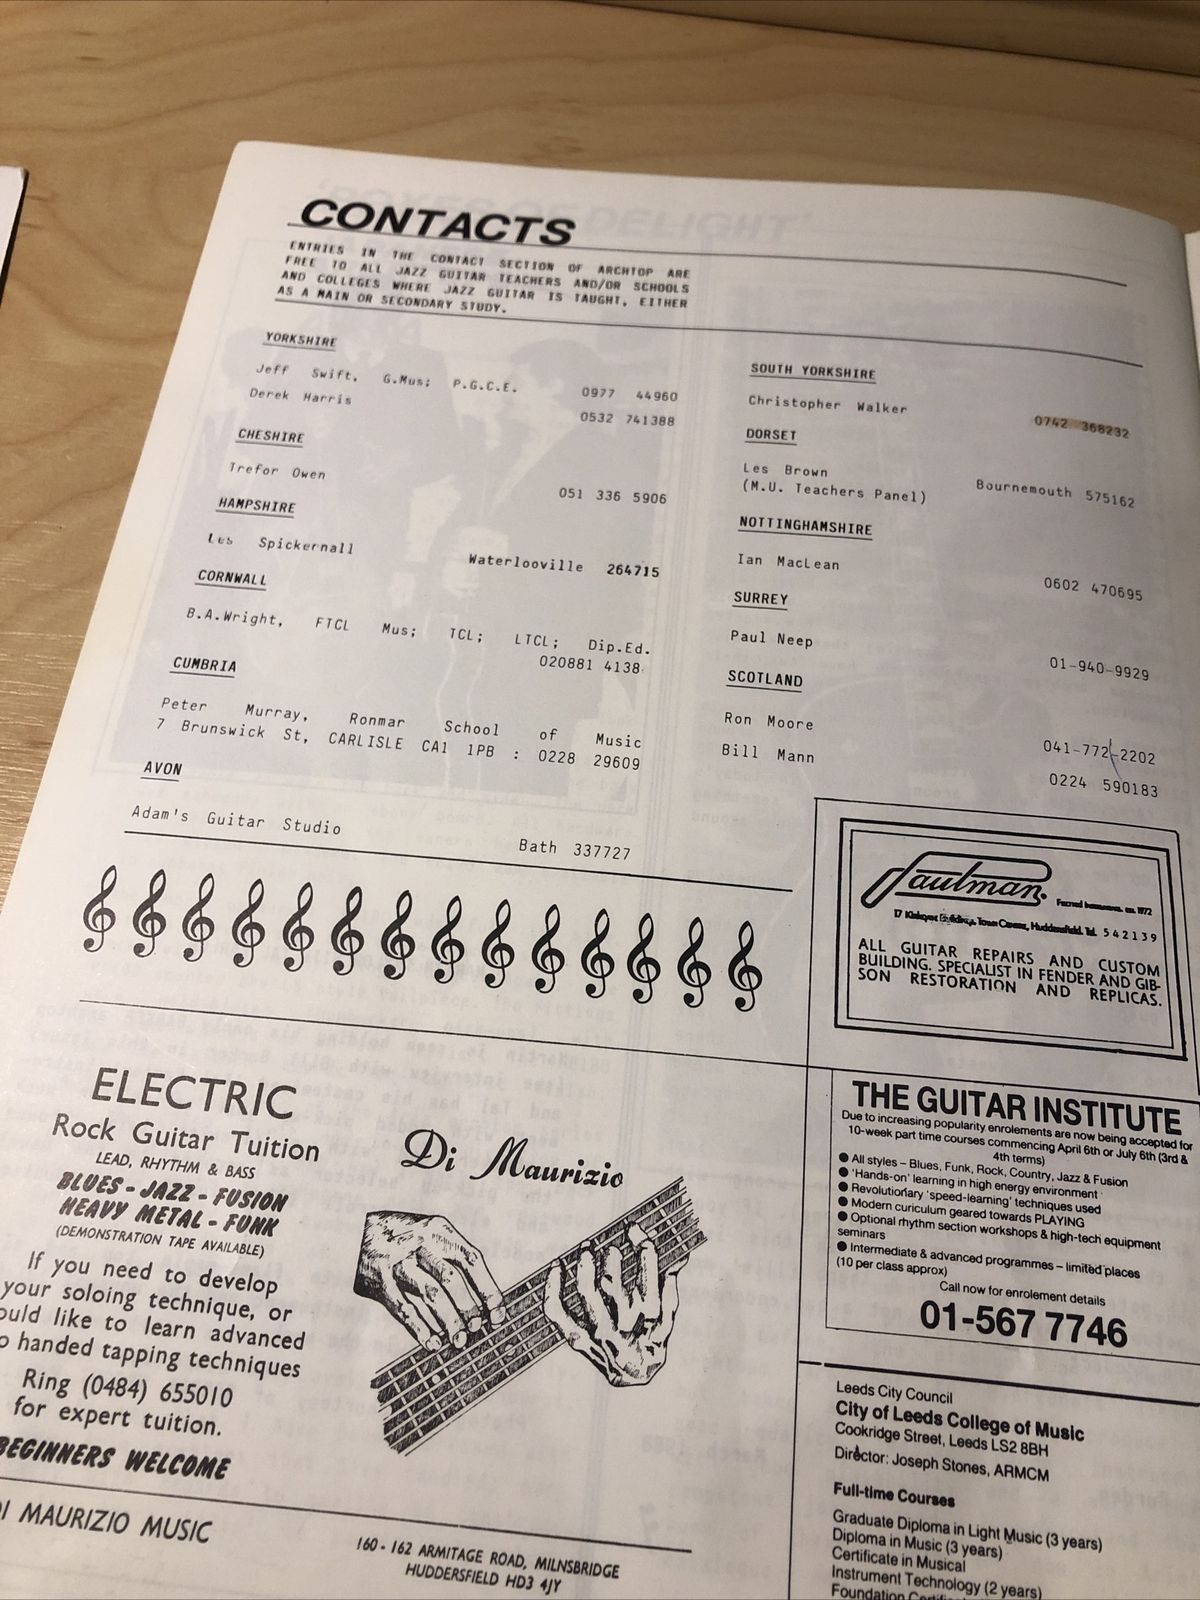 CONTACTS
ENTRIES IN THE CONTACT SECTION OF ARCHTOP ARE
FREE TO ALL JAZZ GUITAR TEACHERS AND/OR SCHOOLS
AND COLLEGES WHERE JAZZ GUITAR IS TAUGHT, EITHER
AS A MAIN OR SECONDARY STUDY.
YORKSHIRE
Jeff Swift, G.Mus; P.G.C.E. 0977 44960
Derek Harris 0532 741388
CHESHIRE
Trefor Owen 051 336 5906
HAMPSHIRE
Les Spickernall Waterlooville 264715
CORNWALL
B.A.Wright, FTCL Mus; TCL; LTCL; Dip.Ed.
020881 4138
CUMBRIA
Peter Murray, Ronmar School of Music
7 Brunswick St, CARLISLE CA1 1PB : 0228 29609
AVON
Adam's Guitar Studio Bath 337727
SOUTH YORKSHIRE
Christopher Walker 0742 368232
DORSET
Les Brown
(M.U. Teachers Panel) Bournemouth 575162
NOTTINGHAMSHIRE
Ian MacLean 0602 470695
SURREY
Paul Neep 01-940-9929
SCOTLAND
Ron Moore 041-772-2202
Bill Mann 0224 590183
Town Centre, Huddersfield. Tel. 542139
ALL GUITAR REPAIRS AND CUSTOM
BUILDING. SPECIALIST IN FENDER AND GIB-
SON RESTORATION AND REPLICAS.
ELECTRIC
Rock Guitar Tuition
LEAD, RHYTHM & BASS
BLUES - JAZZ - FUSION
HEAVY METAL - FUNK
(DEMONSTRATION TAPE AVAILABLE)
If you need to develop
your soloing technique, or
ould like to learn advanced
o handed tapping techniques
Ring (0484) 655010
for expert tuition.
BEGINNERS WELCOME
Di Maurizio
DI MAURIZIO MUSIC
160 - 162 ARMITAGE ROAD, MILNSBRIDGE
HUDDERSFIELD HD3 4JY
THE GUITAR INSTITUTE
Due to increasing popularity enrolements are now being accepted for
10-week part time courses commencing April 6th or July 6th (3rd &
4th terms)
● All styles – Blues, Funk, Rock, Country, Jazz & Fusion
● 'Hands-on' learning in high energy environment
● Revolutionary 'speed-learning' techniques used
● Modern curiculum geared towards PLAYING
● Optional rhythm section workshops & high-tech equipment
seminars
● Intermediate & advanced programmes – limited places
(10 per class approx)
Call now for enrolement details
01-567 7746
Leeds City Council
City of Leeds College of Music
Cookridge Street, Leeds LS2 8BH
Director: Joseph Stones, ARMCM
Full-time Courses
Graduate Diploma in Light Music (3 years)
Diploma in Music (3 years)
Certificate in Musical
Instrument Technology (2 years)